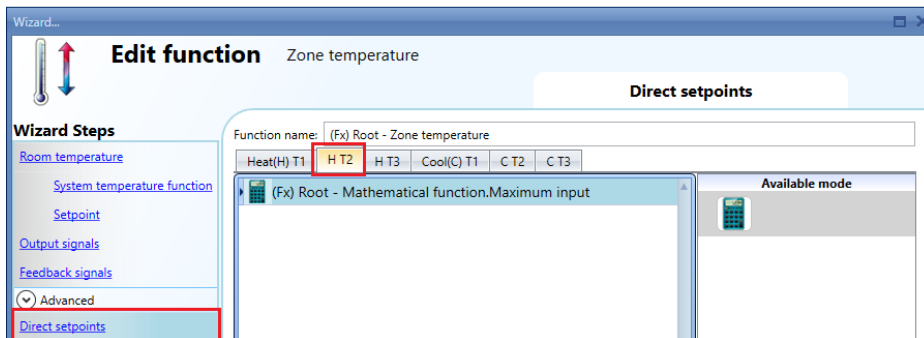 Wizard...
Edit function Zone temperature
Direct setpoints
Wizard Steps
Function name: (Fx) Root - Zone temperature
Room temperature
Heat(H) T1 H T2 H T3 Cool(C) T1 C T2 C T3
System temperature function
(Fx) Root - Mathematical function.Maximum input
Available mode
Setpoint
Output signals
Feedback signals
Advanced
Direct setpoints